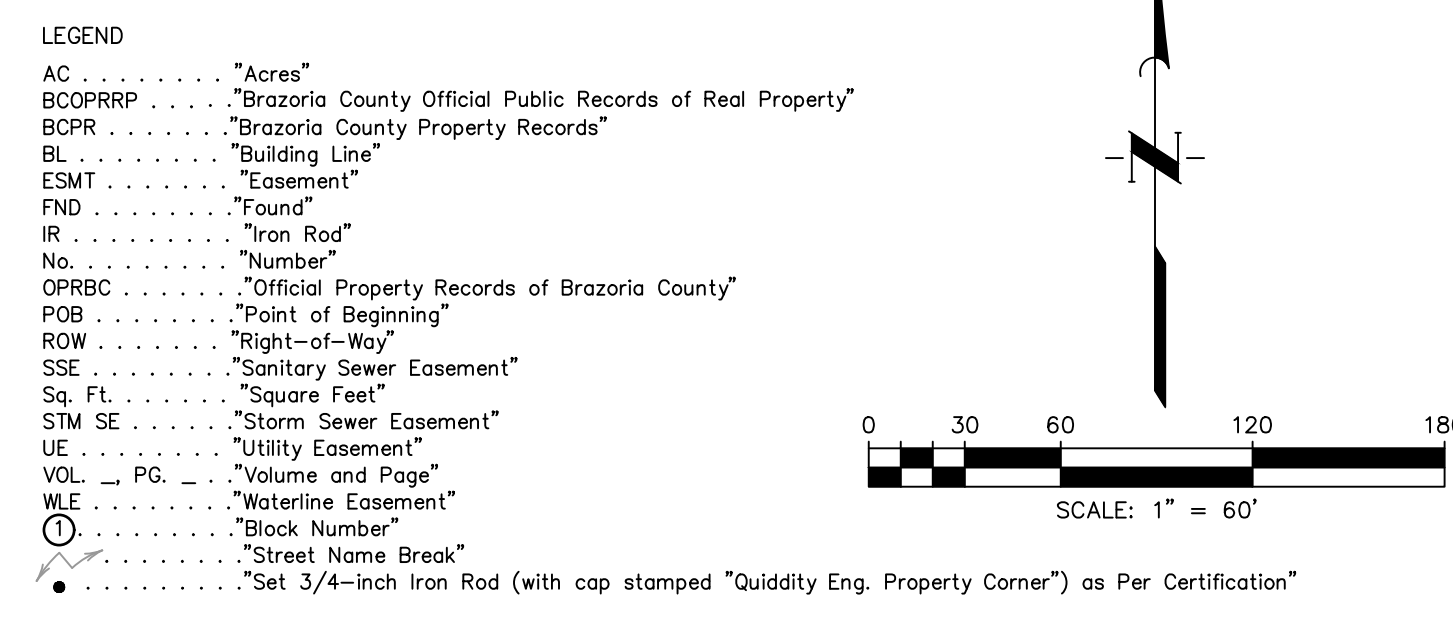 LEGEND
AC . . . . . . . . "Acres"
BCOPRRP . . . . ."Brazoria County Official Public Records of Real Property"
BCPR . . . . . . ."Brazoria County Property Records"
BL . . . . . . . . "Building Line"
ESMT . . . . . . . "Easement"
FND . . . . . . . ."Found"
IR . . . . . . . . . "Iron Rod"
No. . . . . . . . . "Number"
OPRBC . . . . . . ."Official Property Records of Brazoria County"
POB . . . . . . . ."Point of Beginning"
ROW . . . . . . . "Right-of-Way"
SSE . . . . . . . ."Sanitary Sewer Easement"
Sq. Ft. . . . . . . "Square Feet"
STM SE . . . . . ."Storm Sewer Easement"
UE . . . . . . . . "Utility Easement"
VOL. _, PG. _ . ."Volume and Page"
WLE . . . . . . . ."Waterline Easement"
1. . . . . . . . . ."Block Number"
. . . . . . . ."Street Name Break"
. . . . . . . . . ."Set 3/4-inch Iron Rod (with cap stamped "Quiddity Eng. Property Corner") as Per Certification"
N
0 30 60 120
SCALE: 1" = 60'